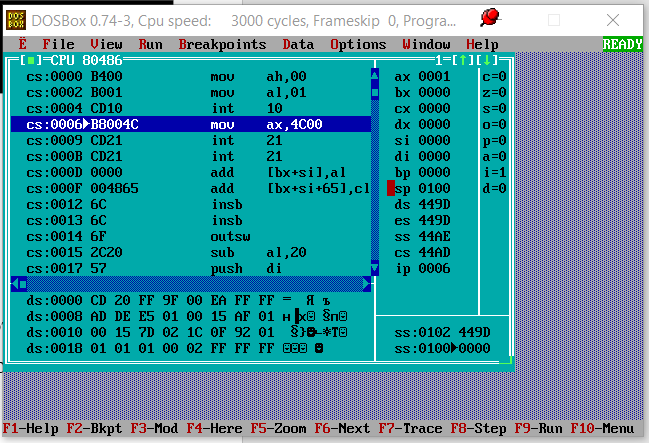 DOSBox 0.74-3, Cpu speed: 3000 cycles, Frameskip 0, Progra...
Ё File View Run Breakpoints Data Options Window Help READY
[■]=CPU 80486 1=[↑][↓]
cs:0000 B400 mov ah,00 ax 0001 c=0
cs:0002 B001 mov al,01 bx 0000 z=0
cs:0004 CD10 int 10 cx 0000 s=0
cs:0006►B8004C mov ax,4C00 dx 0000 o=0
cs:0009 CD21 int 21 si 0000 p=0
cs:000B CD21 int 21 di 0000 a=0
cs:000D 0000 add [bx+si],al bp 0000 i=1
cs:000F 004865 add [bx+si+65],cl sp 0100 d=0
cs:0012 6C insb ds 449D
cs:0013 6C insb es 449D
cs:0014 6F outsw ss 44AE
cs:0015 2C20 sub al,20 cs 44AD
cs:0017 57 push di ip 0006
ds:0000 CD 20 FF 9F 00 EA FF FF = Я ъ
ds:0008 AD DE E5 01 00 15 AF 01 н▐х☺ §п☺
ds:0010 00 15 7D 02 1C 0F 92 01 §}☻∟☼Т☺ ss:0102 449D
ds:0018 01 01 01 00 02 FF FF FF ☺☺☺ ☻ ss:0100►0000
F1-Help F2-Bkpt F3-Mod F4-Here F5-Zoom F6-Next F7-Trace F8-Step F9-Run F10-Menu